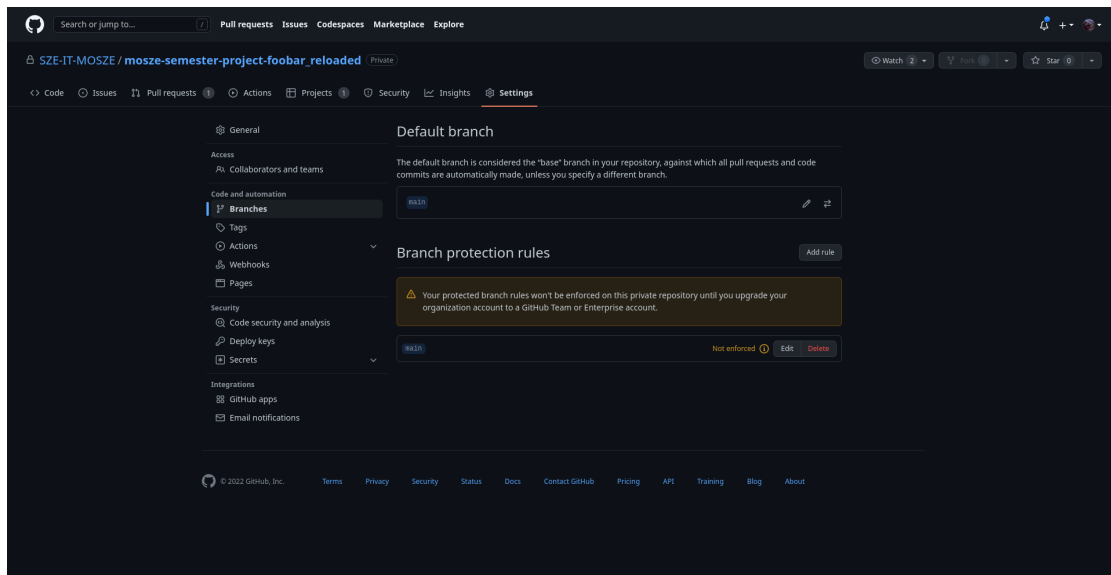 Search or jump to... / Pull requests Issues Codespaces Marketplace Explore
SZE-IT-MOSZE / mosze-semester-project-foobar_reloaded Private Watch 2 Fork Star 0
Code Issues Pull requests 1 Actions Projects 1 Security Insights Settings
General
Access
Collaborators and teams
Code and automation
Branches
Tags
Actions
Webhooks
Pages
Security
Code security and analysis
Deploy keys
Secrets
Integrations
GitHub apps
Email notifications
Default branch
The default branch is considered the “base” branch in your repository, against which all pull requests and code
commits are automatically made, unless you specify a different branch.
main
Branch protection rules Add rule
Your protected branch rules won't be enforced on this private repository until you upgrade your
organization account to a GitHub Team or Enterprise account.
main Not enforced Edit Delete
© 2022 GitHub, Inc. Terms Privacy Security Status Docs Contact GitHub Pricing API Training Blog About